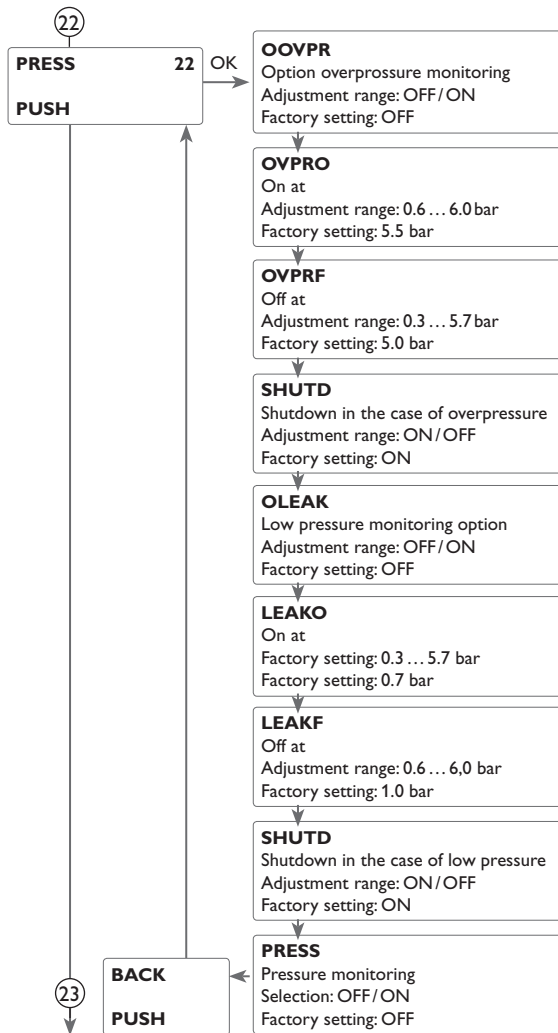 22
PRESS 22
PUSH
OK
OOVPR
Option overprossure monitoring
Adjustment range: OFF/ON
Factory setting: OFF
OVPRO
On at
Adjustment range: 0.6 … 6.0 bar
Factory setting: 5.5 bar
OVPRF
Off at
Adjustment range: 0.3 … 5.7 bar
Factory setting: 5.0 bar
SHUTD
Shutdown in the case of overpressure
Adjustment range: ON/OFF
Factory setting: ON
OLEAK
Low pressure monitoring option
Adjustment range: OFF/ON
Factory setting: OFF
LEAKO
On at
Factory setting: 0.3 … 5.7 bar
Factory setting: 0.7 bar
LEAKF
Off at
Adjustment range: 0.6 … 6,0 bar
Factory setting: 1.0 bar
SHUTD
Shutdown in the case of low pressure
Adjustment range: ON/OFF
Factory setting: ON
PRESS
Pressure monitoring
Selection: OFF/ON
Factory setting: OFF
BACK
PUSH
23